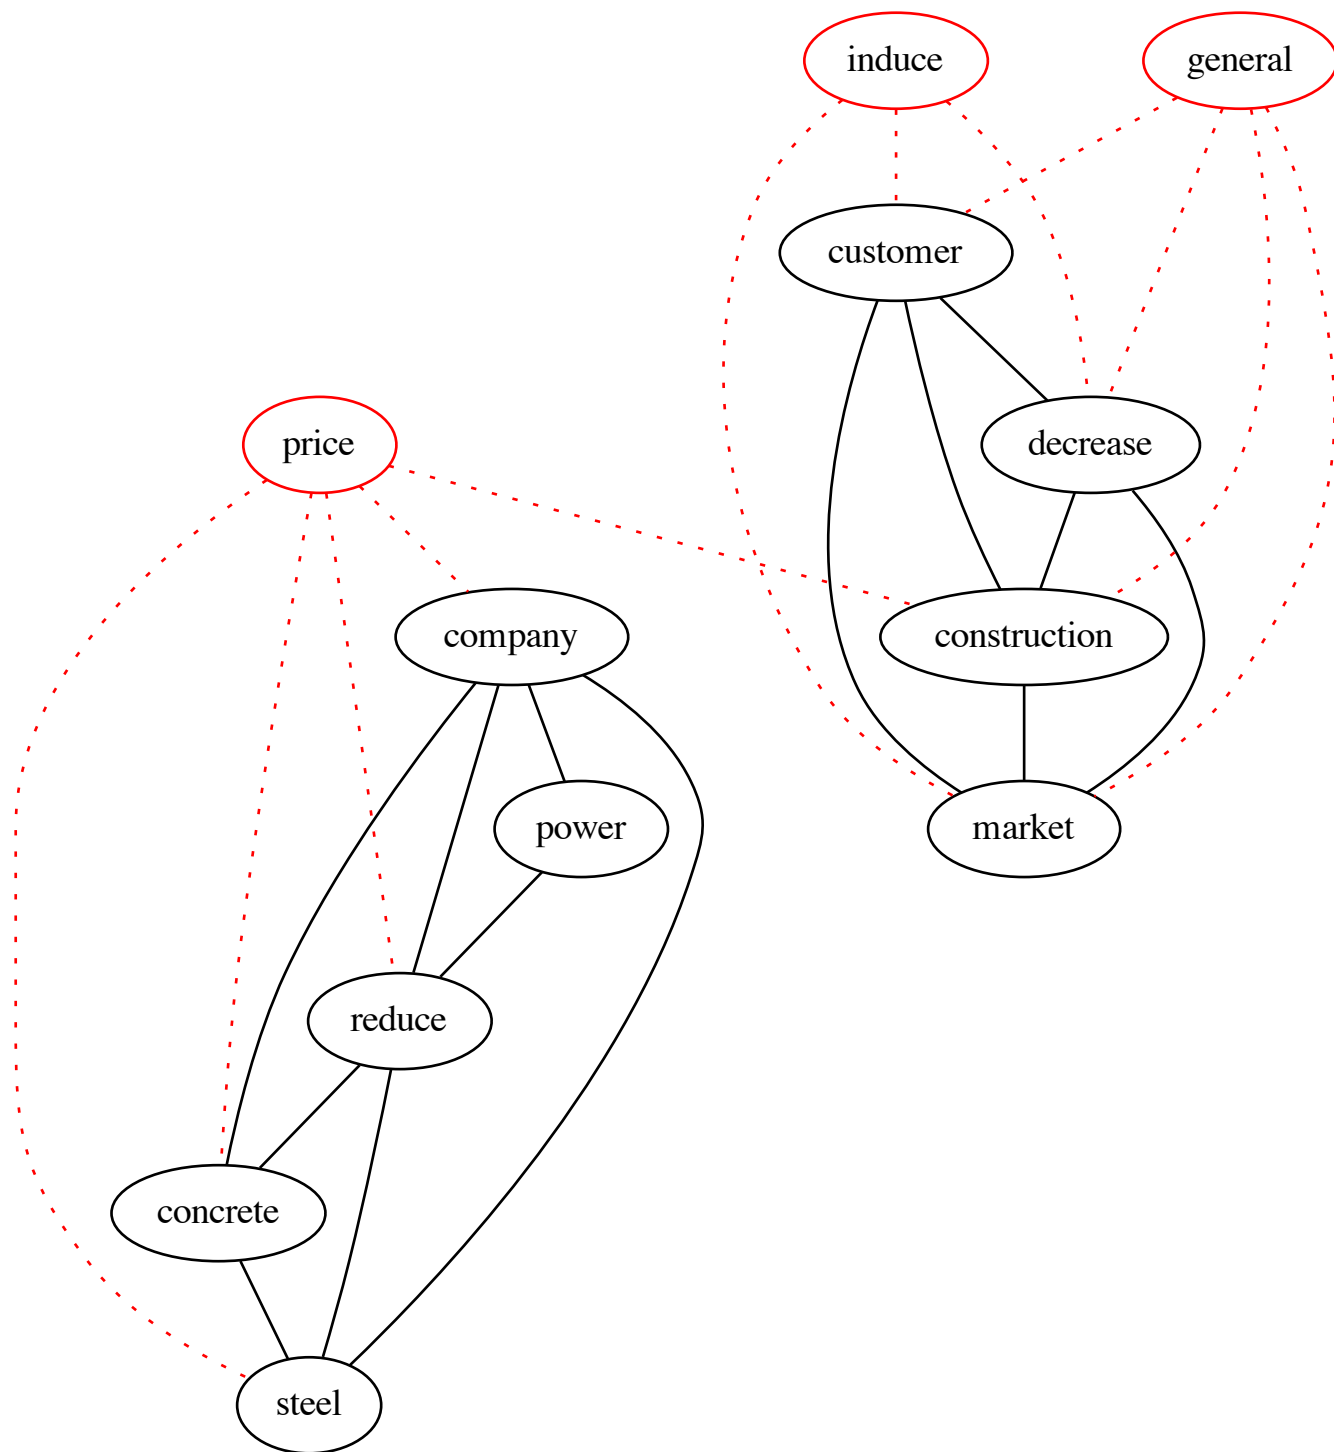 induce
general
customer
price
decrease
company
construction
power
market
reduce
concrete
steel